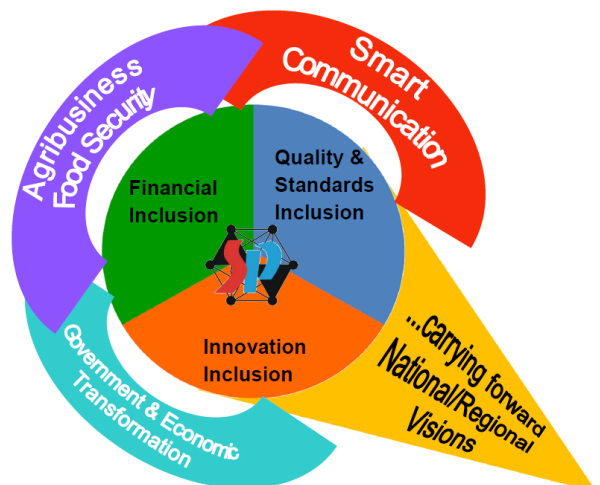 Smart
Communication
Agribusiness
Food Security
Quality &
Standards
Inclusion
Financial
Inclusion
SP
Innovation
Inclusion
Government & Economic
Transformation
...carrying forward
National/Regional
Visions